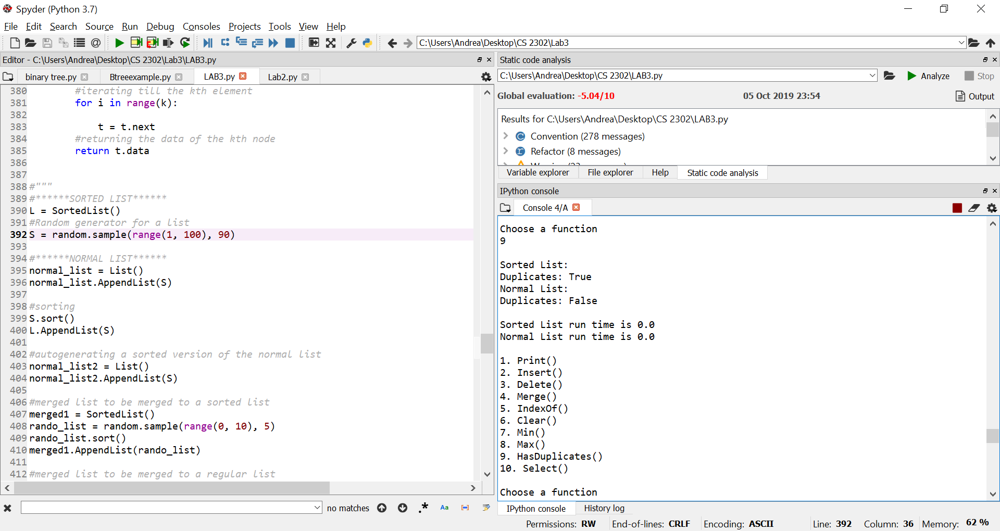 Spyder (Python 3.7)
File Edit Search Source Run Debug Consoles Projects Tools View Help
C:\Users\Andrea\Desktop\CS 2302\Lab3
Editor - C:\Users\Andrea\Desktop\CS 2302\Lab3\LAB3.py
binary tree.py Btreeexample.py LAB3.py Lab2.py
380 #iterating till the kth element
381 for i in range(k):
382
383 t = t.next
384 #returning the data of the kth node
385 return t.data
386
387
388 #"""
389 #******SORTED LIST******
390 L = SortedList()
391 #Random generator for a list
392 S = random.sample(range(1, 100), 90)
393
394 #******NORMAL LIST******
395 normal_list = List()
396 normal_list.AppendList(S)
397
398 #sorting
399 S.sort()
400 L.AppendList(S)
401
402 #autogenerating a sorted version of the normal list
403 normal_list2 = List()
404 normal_list2.AppendList(S)
405
406 #merged list to be merged to a sorted list
407 merged1 = SortedList()
408 rando_list = random.sample(range(0, 10), 5)
409 rando_list.sort()
410 merged1.AppendList(rando_list)
411
412 #merged list to be merged to a regular list
no matches
.* Aa
Static code analysis
C:\Users\Andrea\Desktop\CS 2302\LAB3.py
Analyze Stop
Global evaluation: -5.04/10 05 Oct 2019 23:54 Output
Results for C:\Users\Andrea\Desktop\CS 2302\LAB3.py
Convention (278 messages)
Refactor (8 messages)
Variable explorer File explorer Help Static code analysis
IPython console
Console 4/A
Choose a function
9
Sorted List:
Duplicates: True
Normal List:
Duplicates: False
Sorted List run time is 0.0
Normal List run time is 0.0
1. Print()
2. Insert()
3. Delete()
4. Merge()
5. IndexOf()
6. Clear()
7. Min()
8. Max()
9. HasDuplicates()
10. Select()
Choose a function
IPython console History log
Permissions: RW End-of-lines: CRLF Encoding: ASCII Line: 392 Column: 36 Memory: 62 %